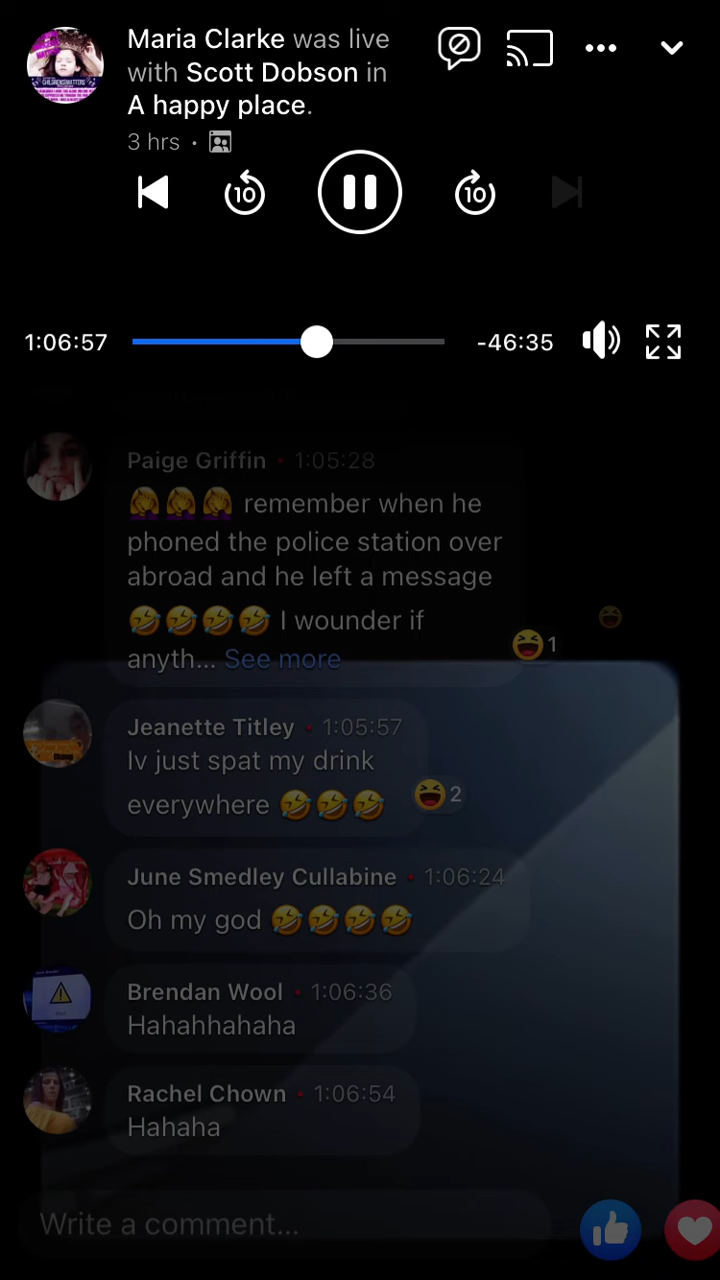 Maria Clarke was live
with Scott Dobson in
A happy place.
3 hrs ·
10
10
1:06:57
-46:35
Paige Griffin • 1:05:28
🤦‍♀️🤦‍♀️🤦‍♀️ remember when he
phoned the police station over
abroad and he left a message
🤣🤣🤣🤣 I wounder if
anyth... See more
1
Jeanette Titley • 1:05:57
Iv just spat my drink
everywhere 🤣🤣🤣
2
June Smedley Cullabine • 1:06:24
Oh my god 🤣🤣🤣🤣
Brendan Wool • 1:06:36
Hahahhahaha
Rachel Chown • 1:06:54
Hahaha
Write a comment...